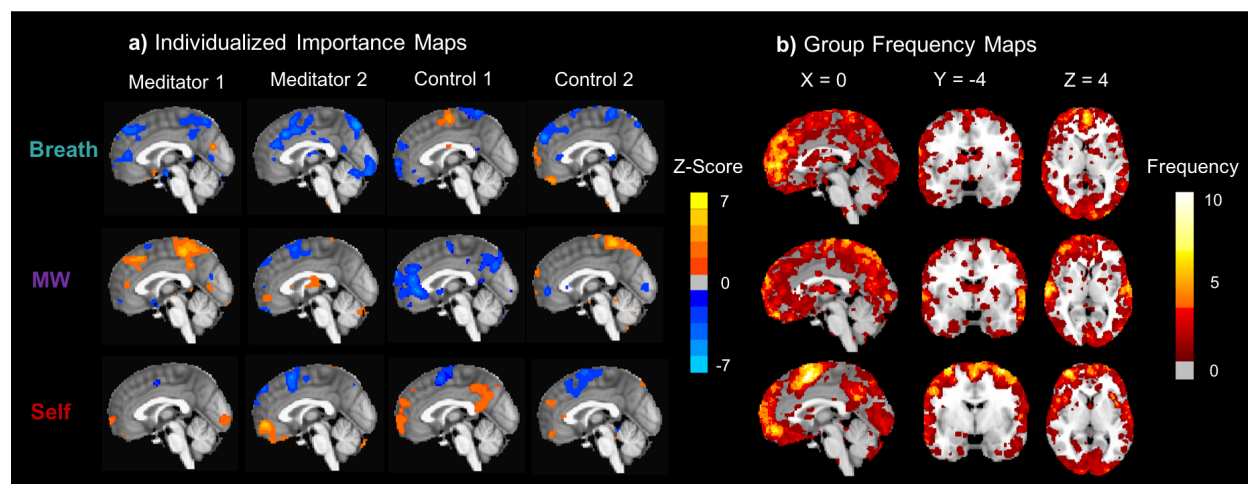 a) Individualized Importance Maps
b) Group Frequency Maps
Meditator 1
Meditator 2
Control 1
Control 2
X = 0
Y = -4
Z = 4
Breath
MW
Self
Z-Score
7
0
-7
Frequency
10
5
0